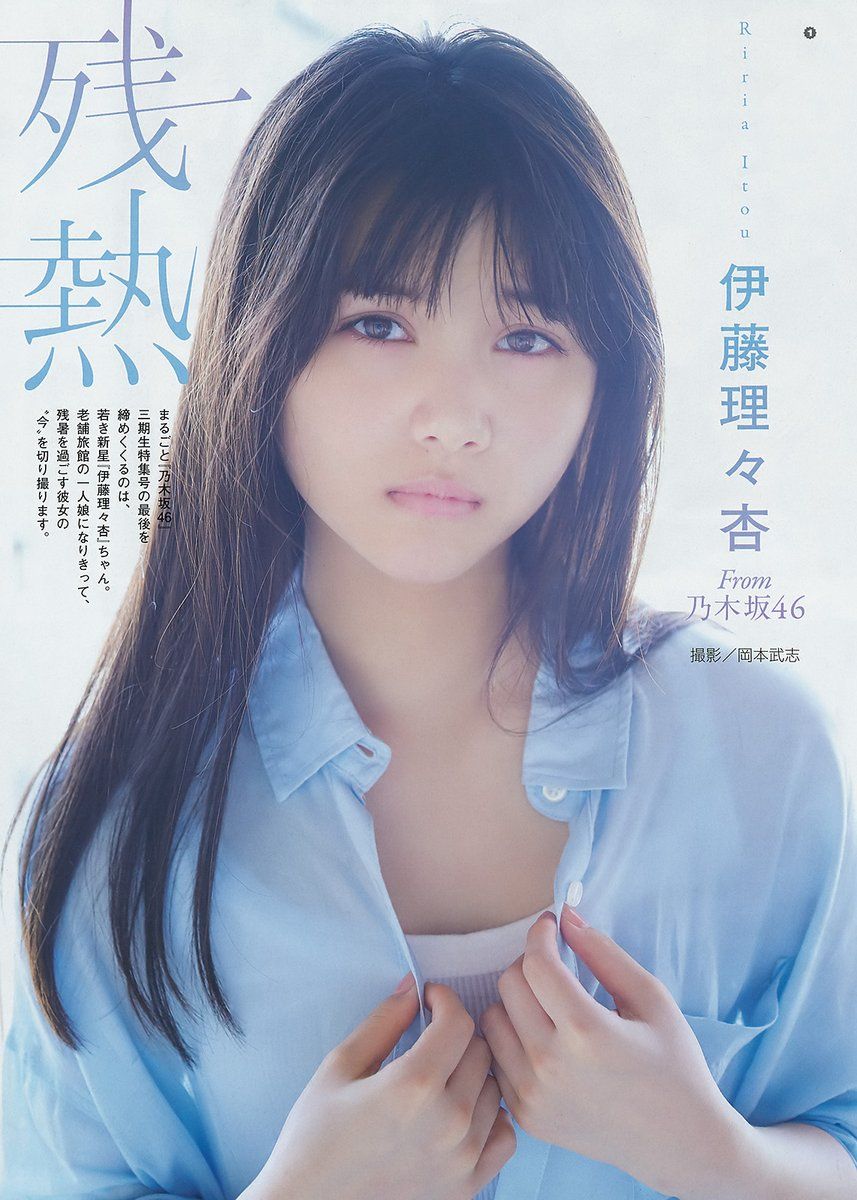 残熱
まるごと『乃木坂46』
三期生特集号の最後を
締めくくるのは、
若き新星『伊藤理々杏』ちゃん。
老舗旅館の一人娘になりきって、
残暑を過ごす彼女の
“今”を切り撮ります。
Riria Itou
伊藤理々杏
From
乃木坂46
撮影／岡本武志
1